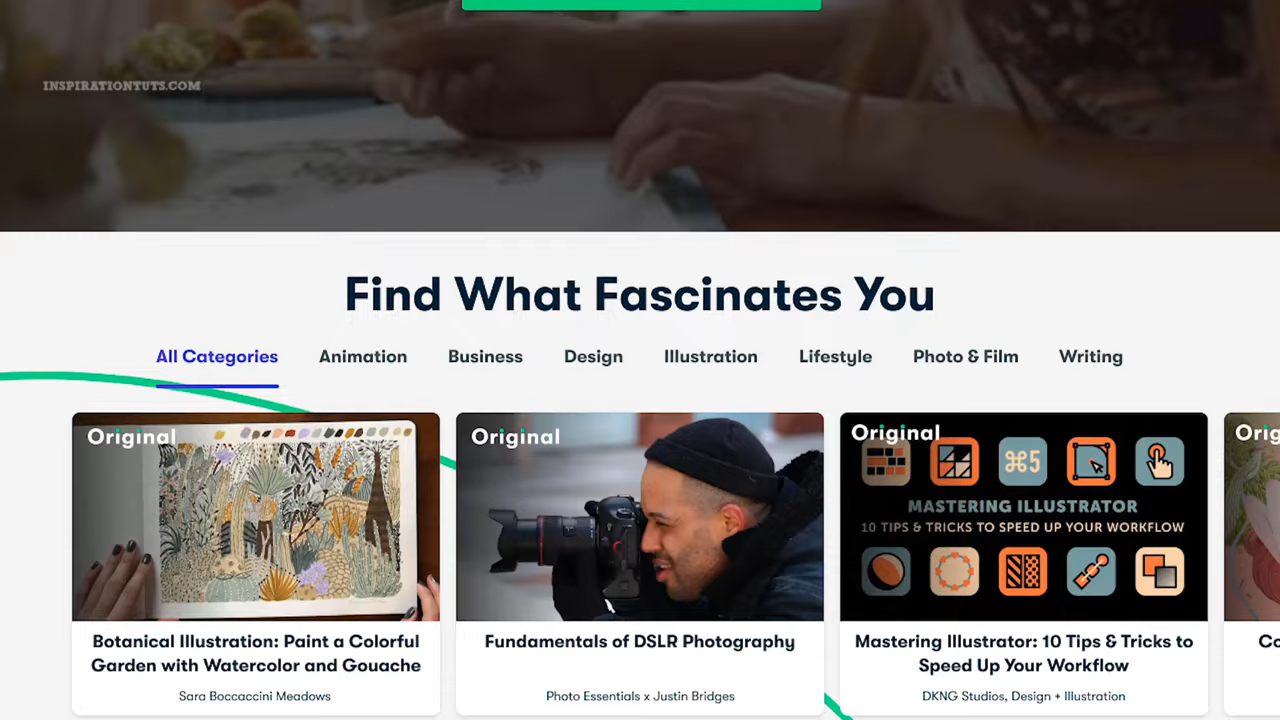 INSPIRATIONTUTS.COM
Find What Fascinates You
All Categories Animation Business Design Illustration Lifestyle Photo & Film Writing
Original
Botanical Illustration: Paint a Colorful
Garden with Watercolor and Gouache
Sara Boccaccini Meadows
Original
Fundamentals of DSLR Photography
Photo Essentials x Justin Bridges
Original
⌘5
MASTERING ILLUSTRATOR
10 TIPS & TRICKS TO SPEED UP YOUR WORKFLOW
Mastering Illustrator: 10 Tips & Tricks to
Speed Up Your Workflow
DKNG Studios, Design + Illustration
Orig
Co